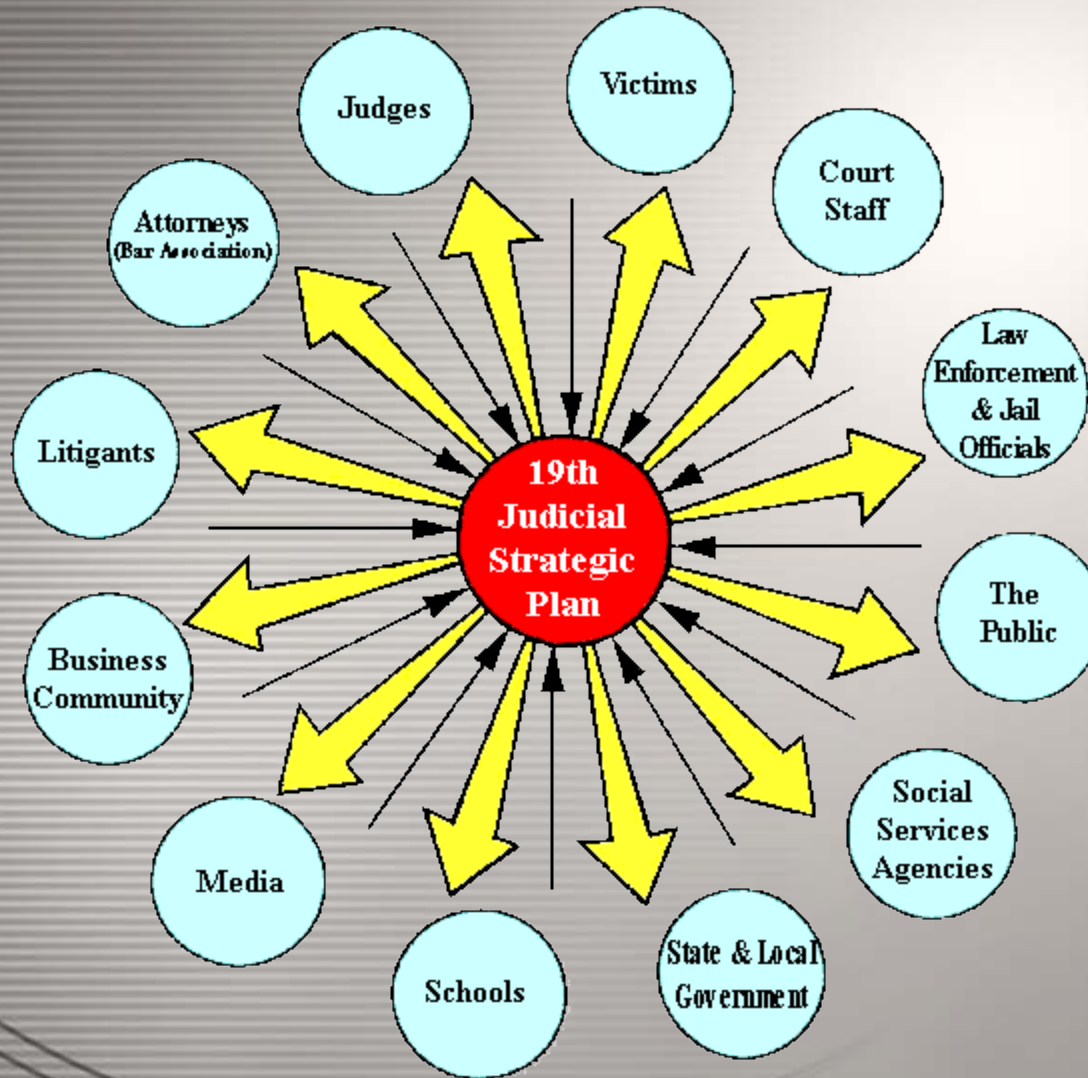 Judges
Victims
Court
Staff
Attorneys
(Bar Association)
Law
Enforcement
& Jail
Officials
Litigants
19th
Judicial
Strategic
Plan
The
Public
Business
Community
Social
Services
Agencies
Media
Schools
State & Local
Government